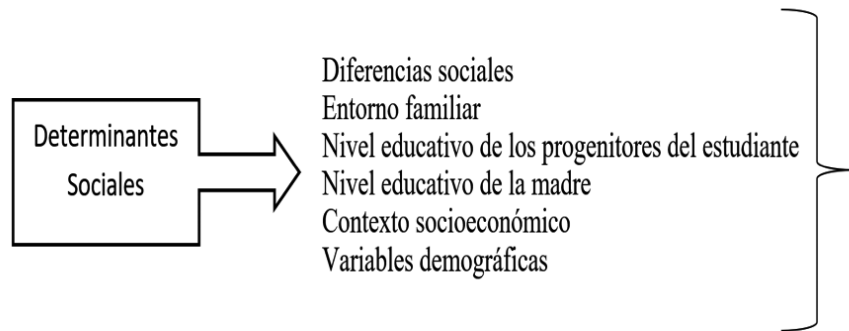 Determinantes
Sociales
Diferencias sociales
Entorno familiar
Nivel educativo de los progenitores del estudiante
Nivel educativo de la madre
Contexto socioeconómico
Variables demográficas